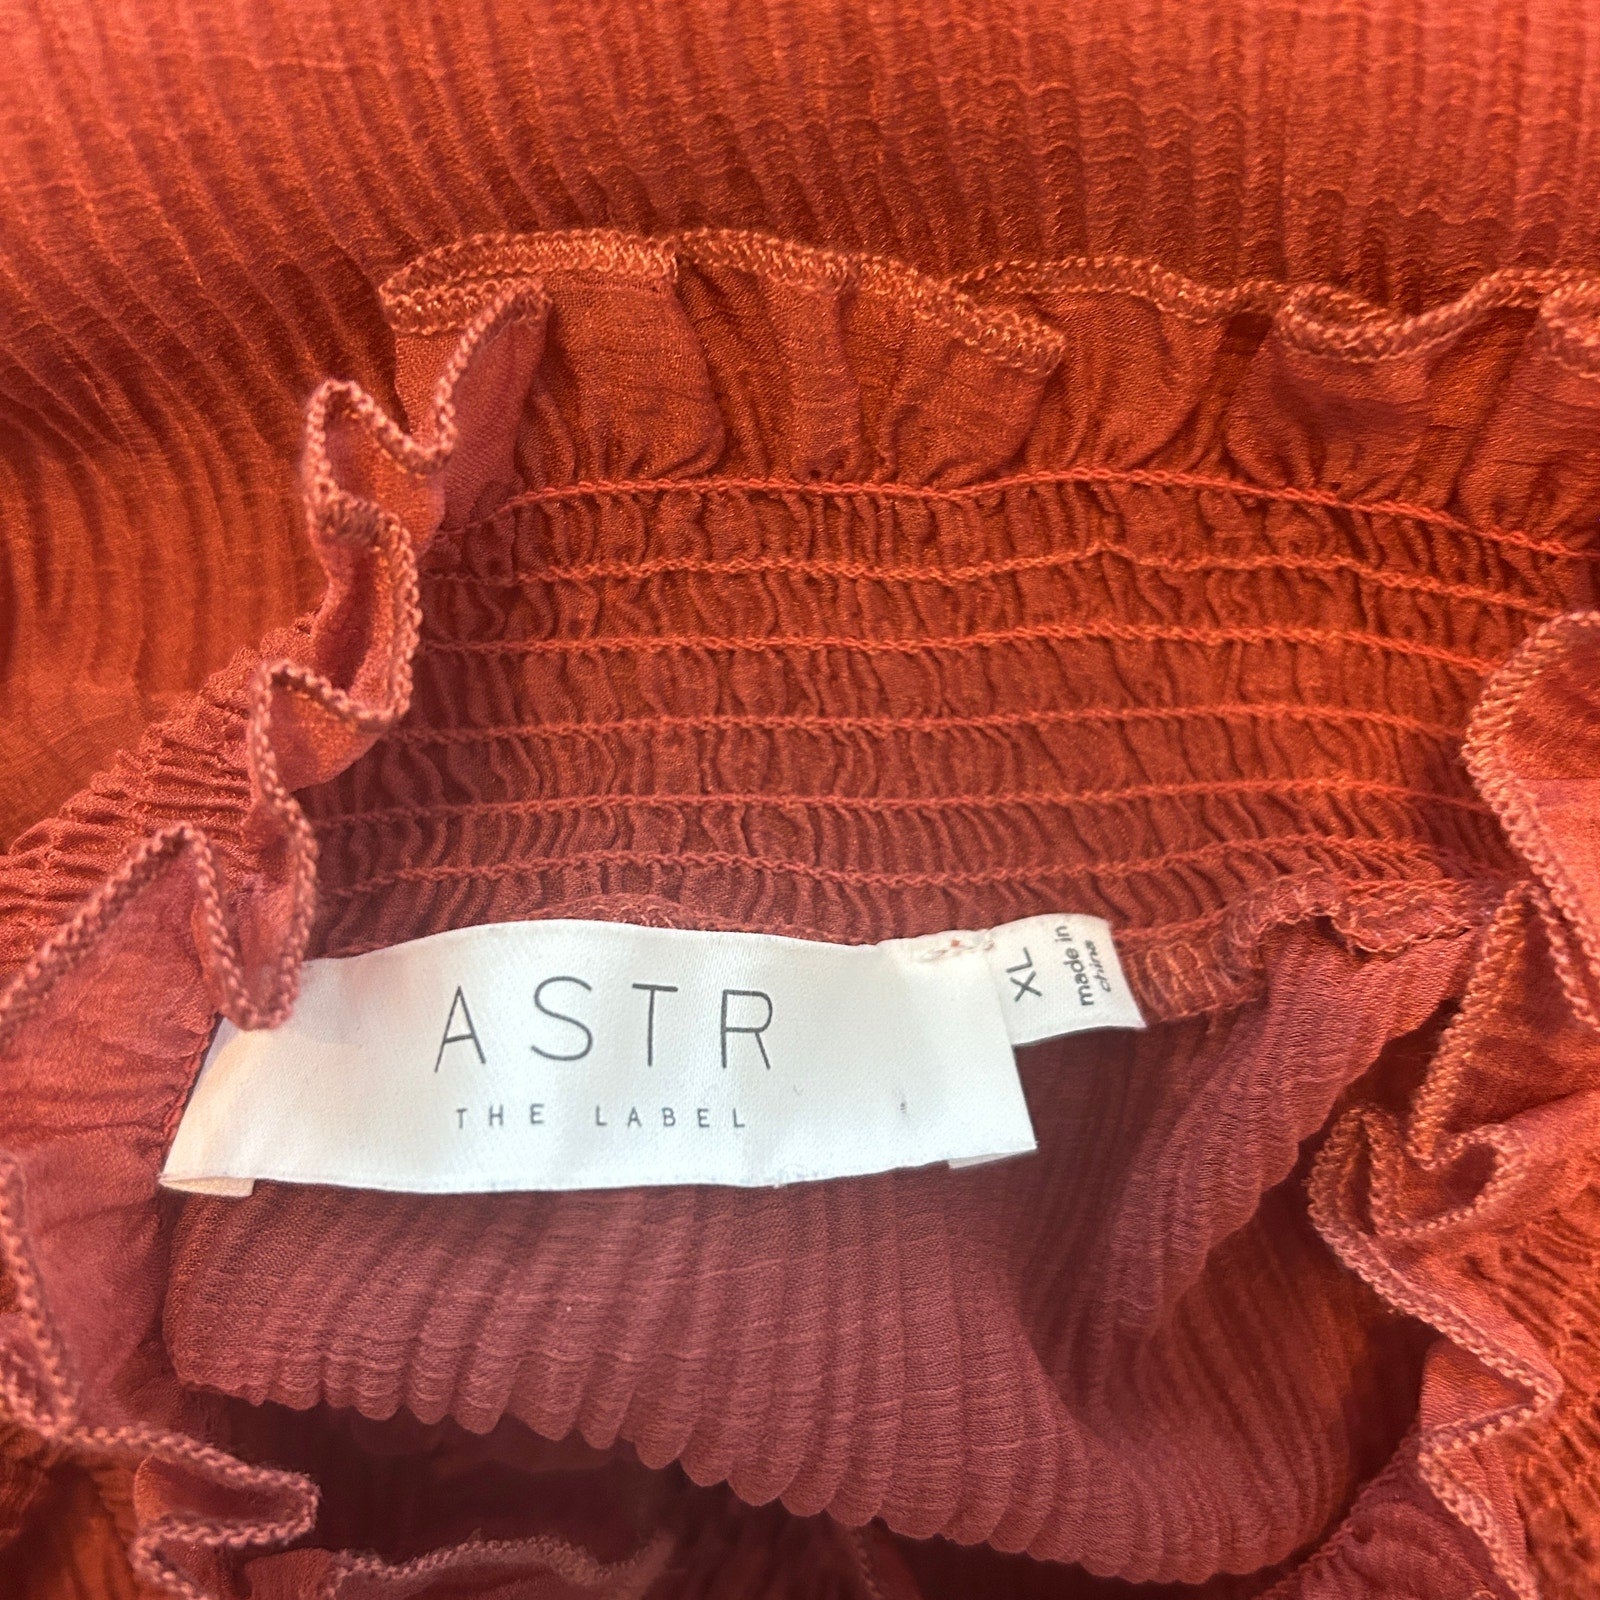 ASTR
THE LABEL
XL
made in
china